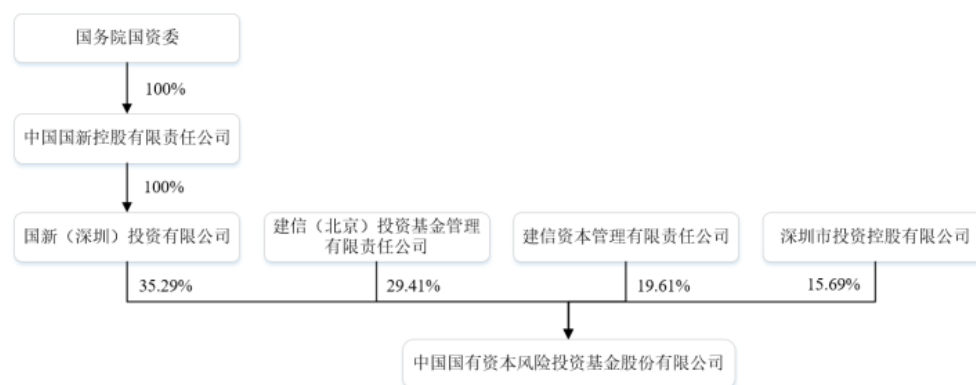 国务院国资委
100%
中国国新控股有限责任公司
100%
国新（深圳）投资有限公司
建信（北京）投资基金管理
有限责任公司
建信资本管理有限责任公司
深圳市投资控股有限公司
35.29%
29.41%
19.61%
15.69%
中国国有资本风险投资基金股份有限公司